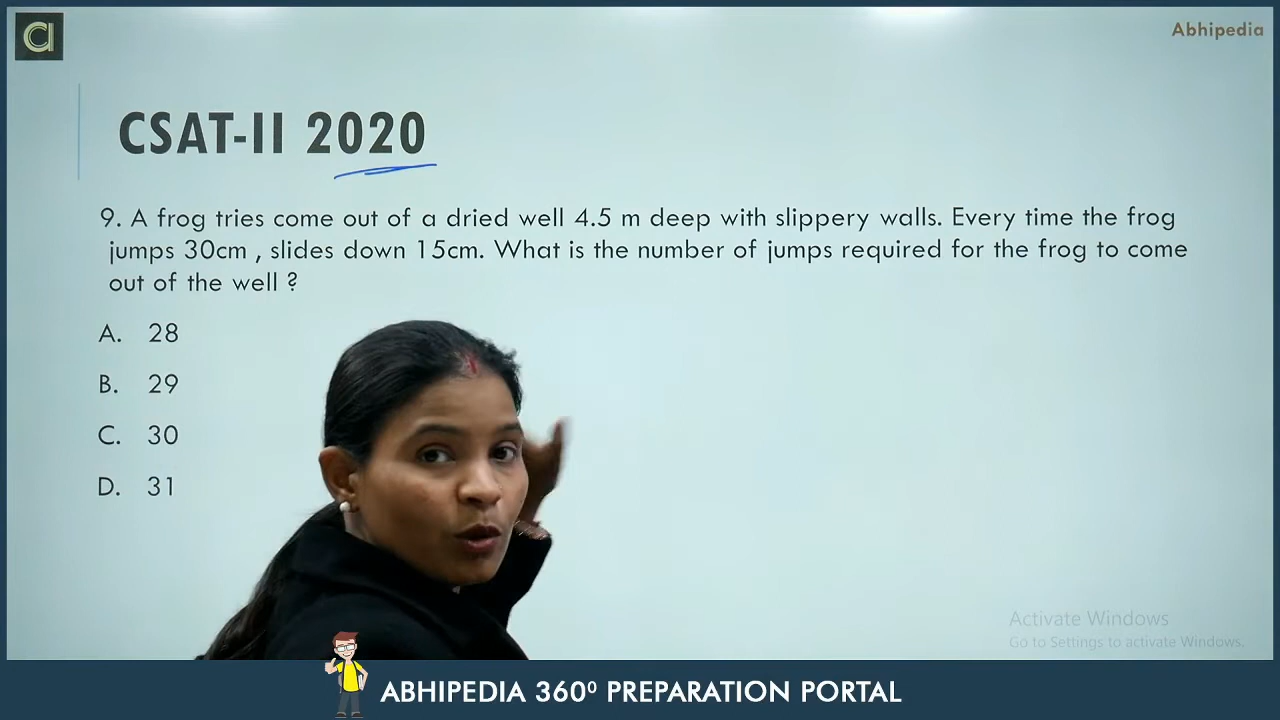 Abhipedia
CSAT-II 2020
9. A frog tries come out of a dried well 4.5 m deep with slippery walls. Every time the frog
jumps 30cm , slides down 15cm. What is the number of jumps required for the frog to come
out of the well ?
A. 28
B. 29
C. 30
D. 31
Activate Windows
Go to Settings to activate Windows.
ABHIPEDIA 360⁰ PREPARATION PORTAL